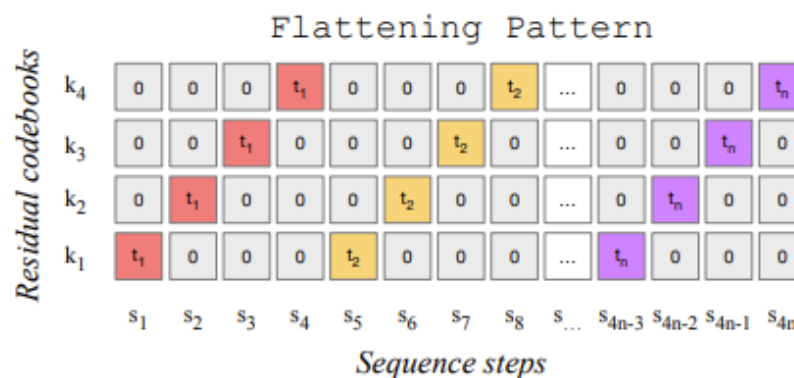 Flattening Pattern
Residual codebooks
k4 0 0 0 t1 0 0 0 t2 ... 0 0 0 tn
k3 0 0 t1 0 0 0 t2 0 ... 0 0 tn 0
k2 0 t1 0 0 0 t2 0 0 ... 0 tn 0 0
k1 t1 0 0 0 t2 0 0 0 ... tn 0 0 0
s1 s2 s3 s4 s5 s6 s7 s8 s... s4n-3 s4n-2 s4n-1 s4n
Sequence steps